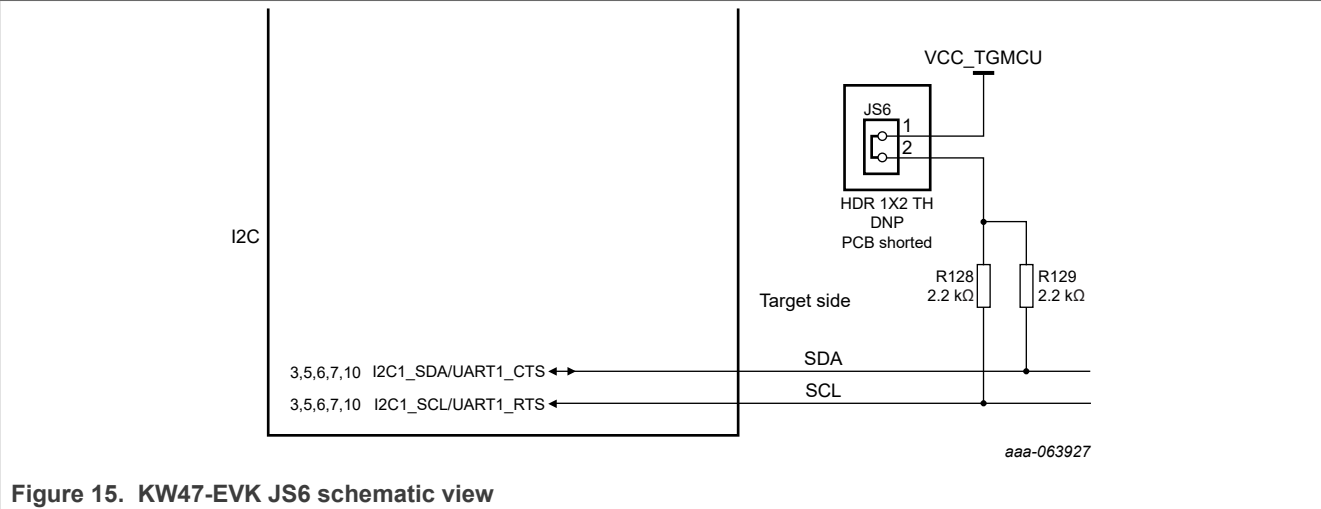 VCC_TGMCU
JS6
1
2
HDR 1X2 TH
DNP
PCB shorted
I2C
R128
2.2 kΩ
R129
2.2 kΩ
Target side
SDA
3,5,6,7,10 I2C1_SDA/UART1_CTS
SCL
3,5,6,7,10 I2C1_SCL/UART1_RTS
aaa-063927
Figure 15. KW47-EVK JS6 schematic view